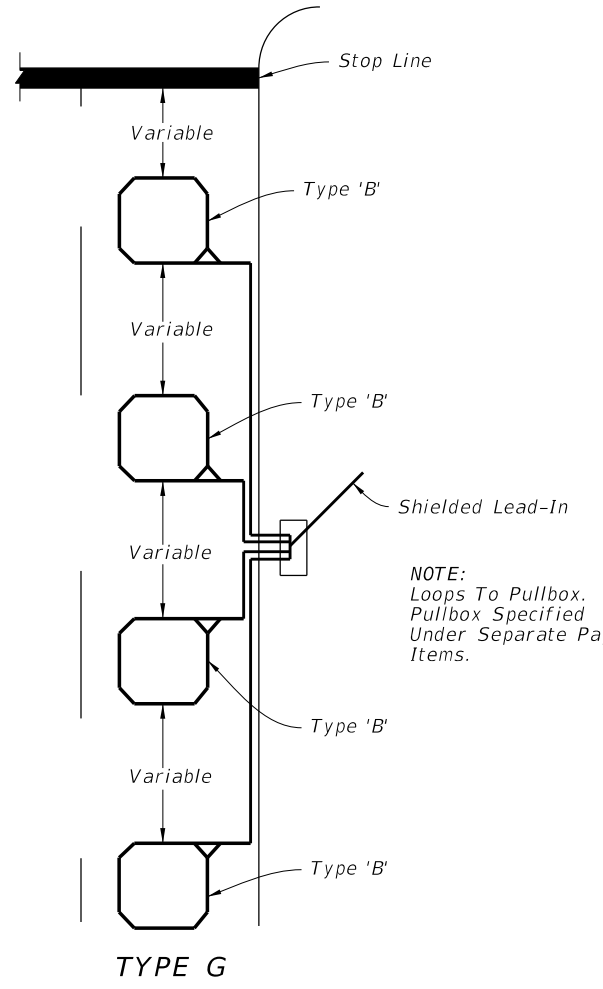 Stop Line
Variable
Type 'B'
Variable
Type 'B'
Shielded Lead-In
Variable
NOTE:
Loops To Pullbox.
Pullbox Specified
Under Separate Pa
Items.
Type 'B'
Variable
Type 'B'
TYPE G